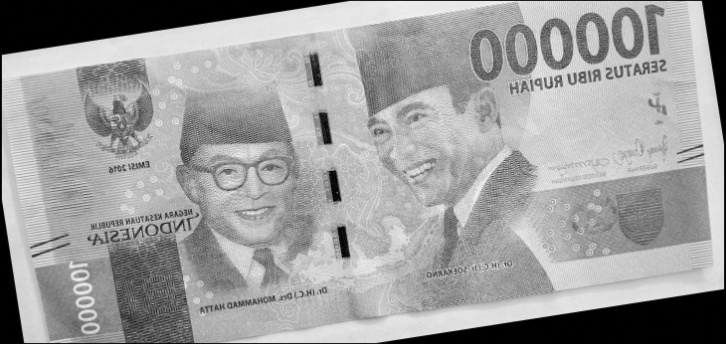 100000
SERATUS RIBU RUPIAH
EMISI 2016
NEGARA KESATUAN REPUBLIK
INDONESIA
Dr. (H.C.) Ir. SOEKARNO
Dr. (H.C.) Drs. MOHAMMAD HATTA
100000